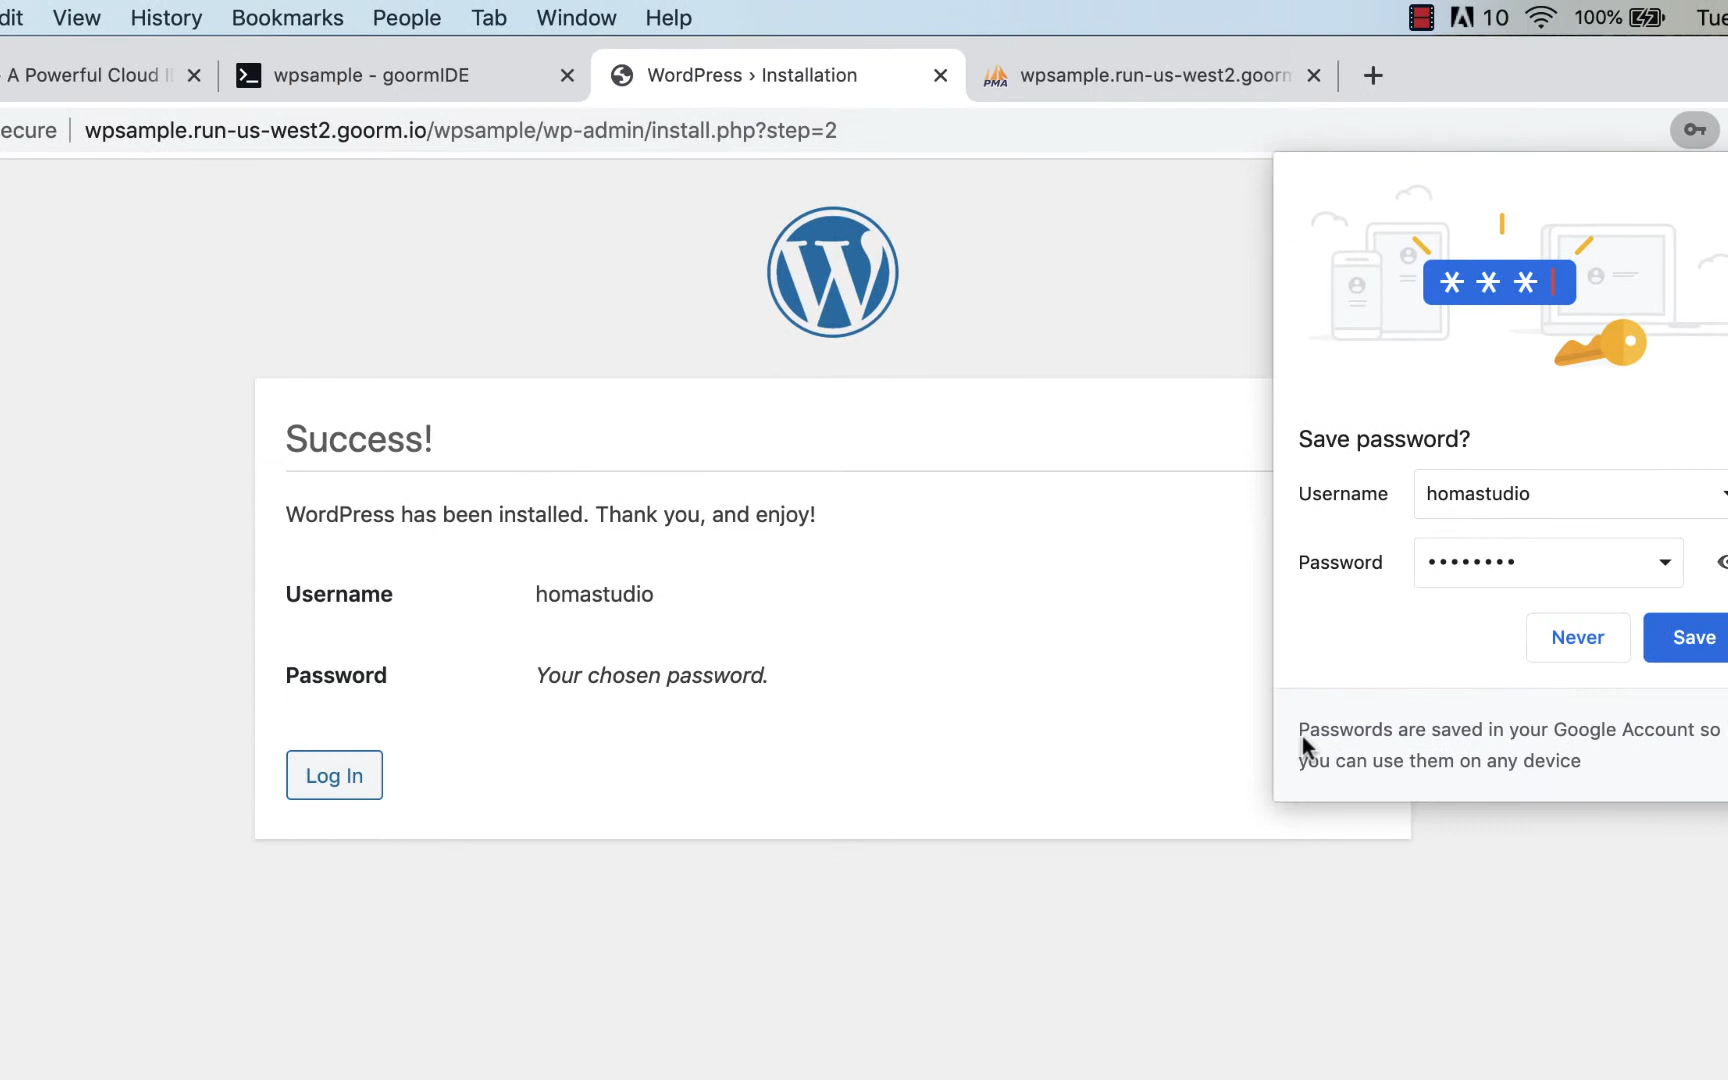 dit View History Bookmarks People Tab Window Help 10 100% Tue
A Powerful Cloud wpsample - goormIDE WordPress › Installation PMA wpsample.run-us-west2.goorm
ecure wpsample.run-us-west2.goorm.io/wpsample/wp-admin/install.php?step=2
* * *
Success!
WordPress has been installed. Thank you, and enjoy!
Username homastudio
Password Your chosen password.
Log In
Save password?
Username homastudio
Password ••••••••
Never Save
Passwords are saved in your Google Account so
you can use them on any device